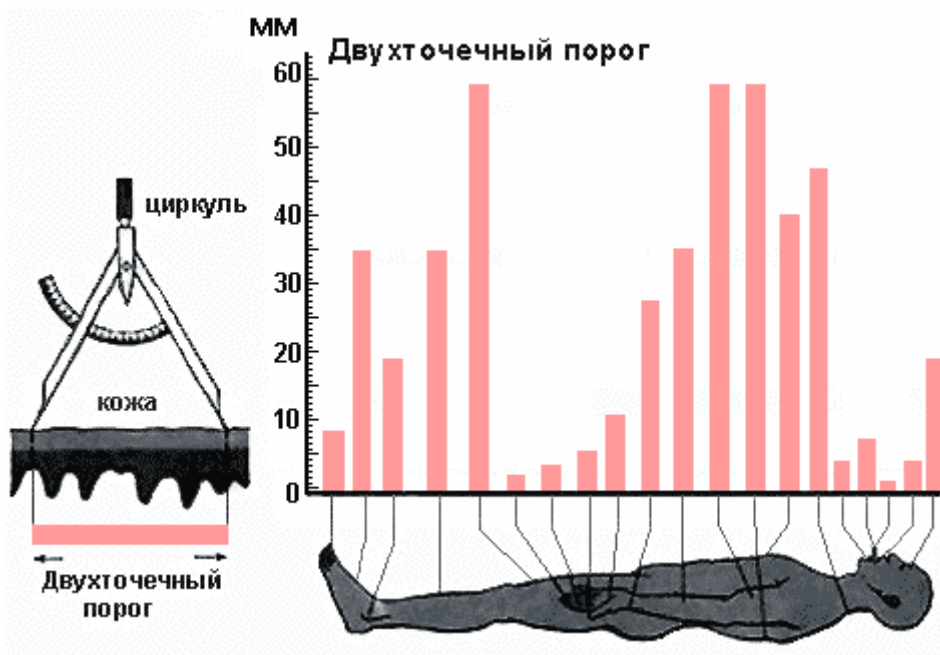 мм
Двухточечный порог
60
50
40
30
20
10
0
циркуль
кожа
Двухточечный
порог